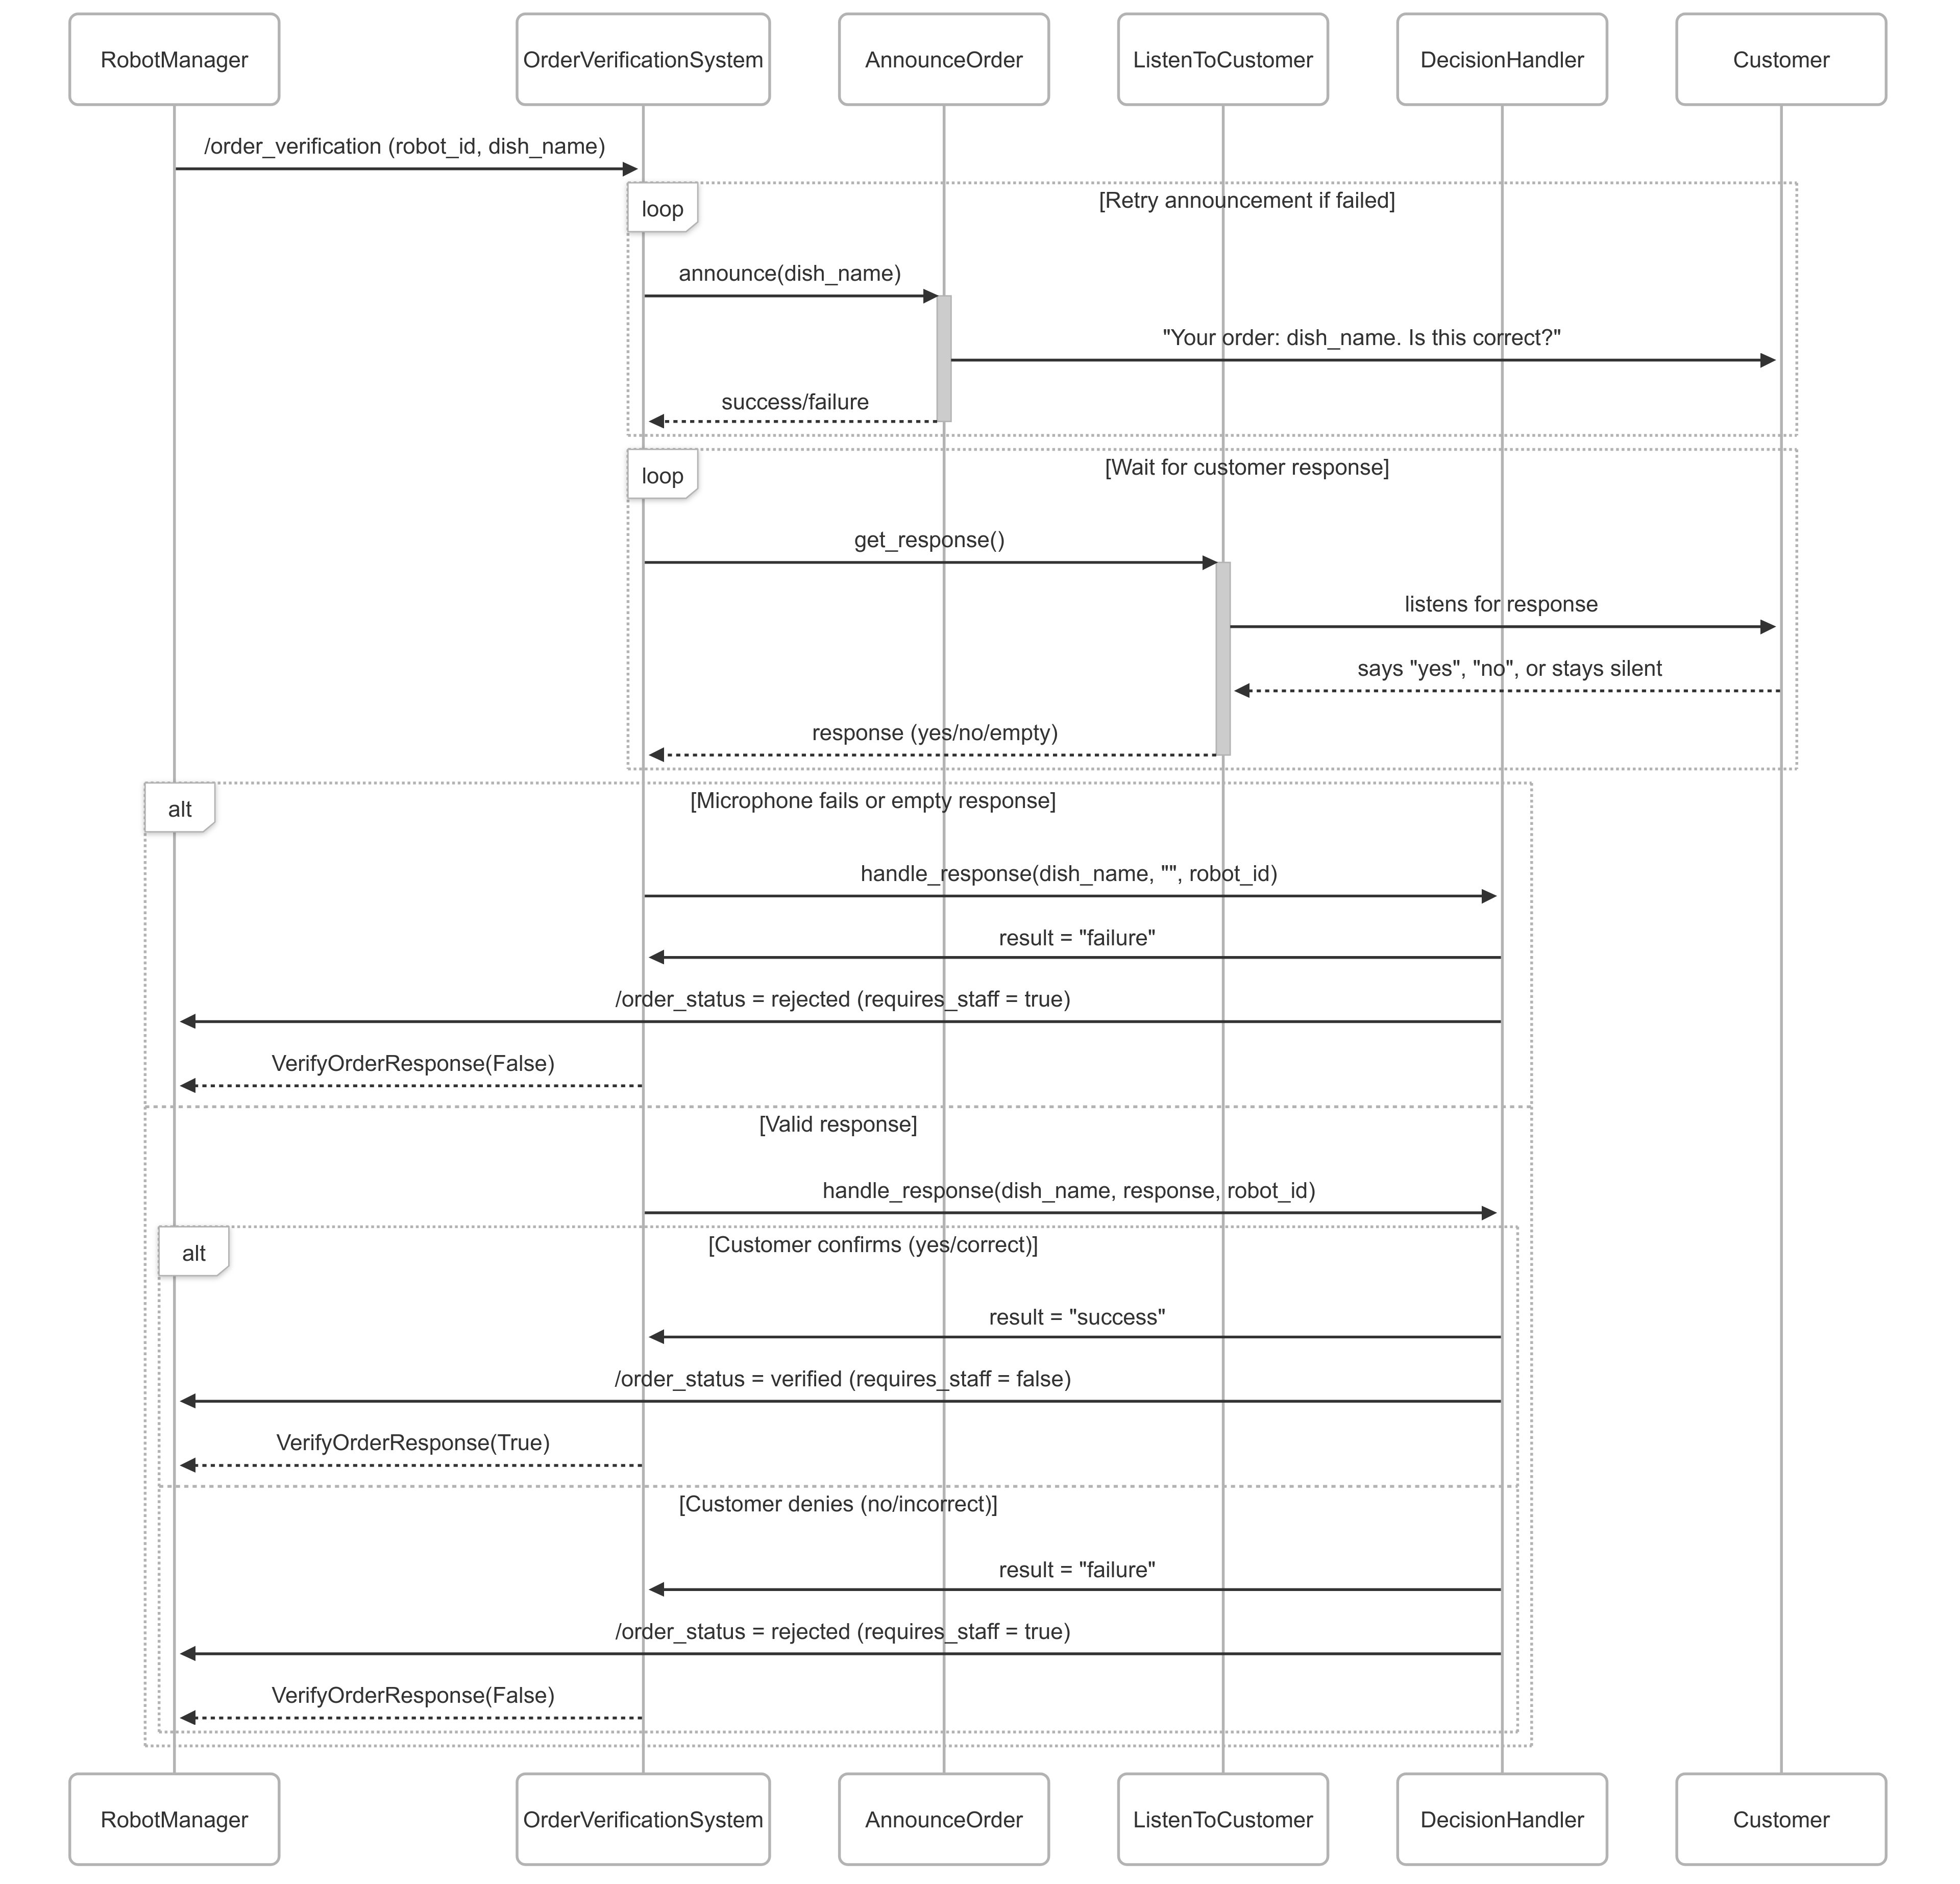 RobotManager
OrderVerificationSystem
AnnounceOrder
ListenToCustomer
DecisionHandler
Customer
/order_verification (robot_id, dish_name)
loop
[Retry announcement if failed]
announce(dish_name)
"Your order: dish_name. Is this correct?"
success/failure
loop
[Wait for customer response]
get_response()
listens for response
says "yes", "no", or stays silent
response (yes/no/empty)
alt
[Microphone fails or empty response]
handle_response(dish_name, "", robot_id)
result = "failure"
/order_status = rejected (requires_staff = true)
VerifyOrderResponse(False)
[Valid response]
handle_response(dish_name, response, robot_id)
alt
[Customer confirms (yes/correct)]
result = "success"
/order_status = verified (requires_staff = false)
VerifyOrderResponse(True)
[Customer denies (no/incorrect)]
result = "failure"
/order_status = rejected (requires_staff = true)
VerifyOrderResponse(False)
RobotManager
OrderVerificationSystem
AnnounceOrder
ListenToCustomer
DecisionHandler
Customer